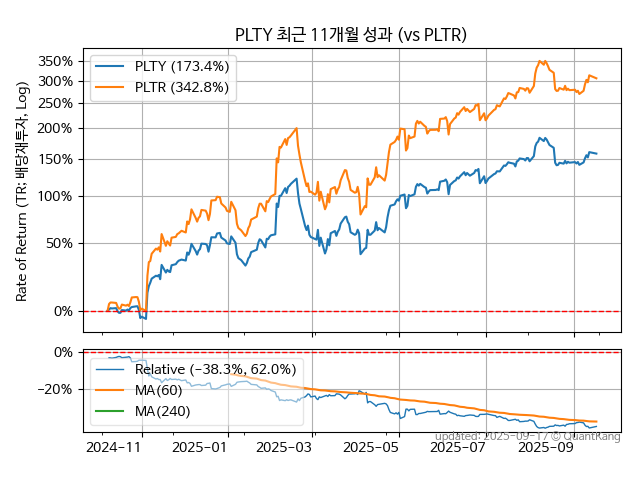 PLTY 최근 11개월 성과 (vs PLTR)
Rate of Return (TR: 배당재투자, Log)
350%
300%
250%
200%
150%
100%
50%
0%
PLTY (173.4%)
PLTR (342.8%)
0%
−20%
Relative (−38.3%, 62.0%)
MA(60)
MA(240)
2024−11
2025−01
2025−03
2025−05
2025−07
2025−09
updated: 2025−09−17 © QuantKang